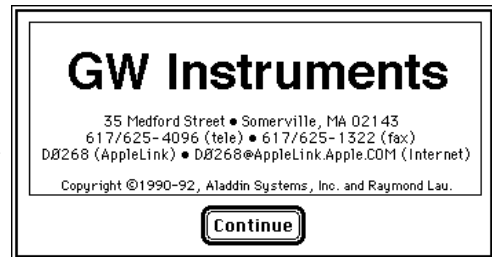 GW Instruments
35 Medford Street • Somerville, MA 02143
617/625-4096 (tele) • 617/625-1322 (fax)
DØ268 (AppleLink) • DØ268@AppleLink.Apple.COM (Internet)
Copyright ©1990-92, Aladdin Systems, Inc. and Raymond Lau.
Continue